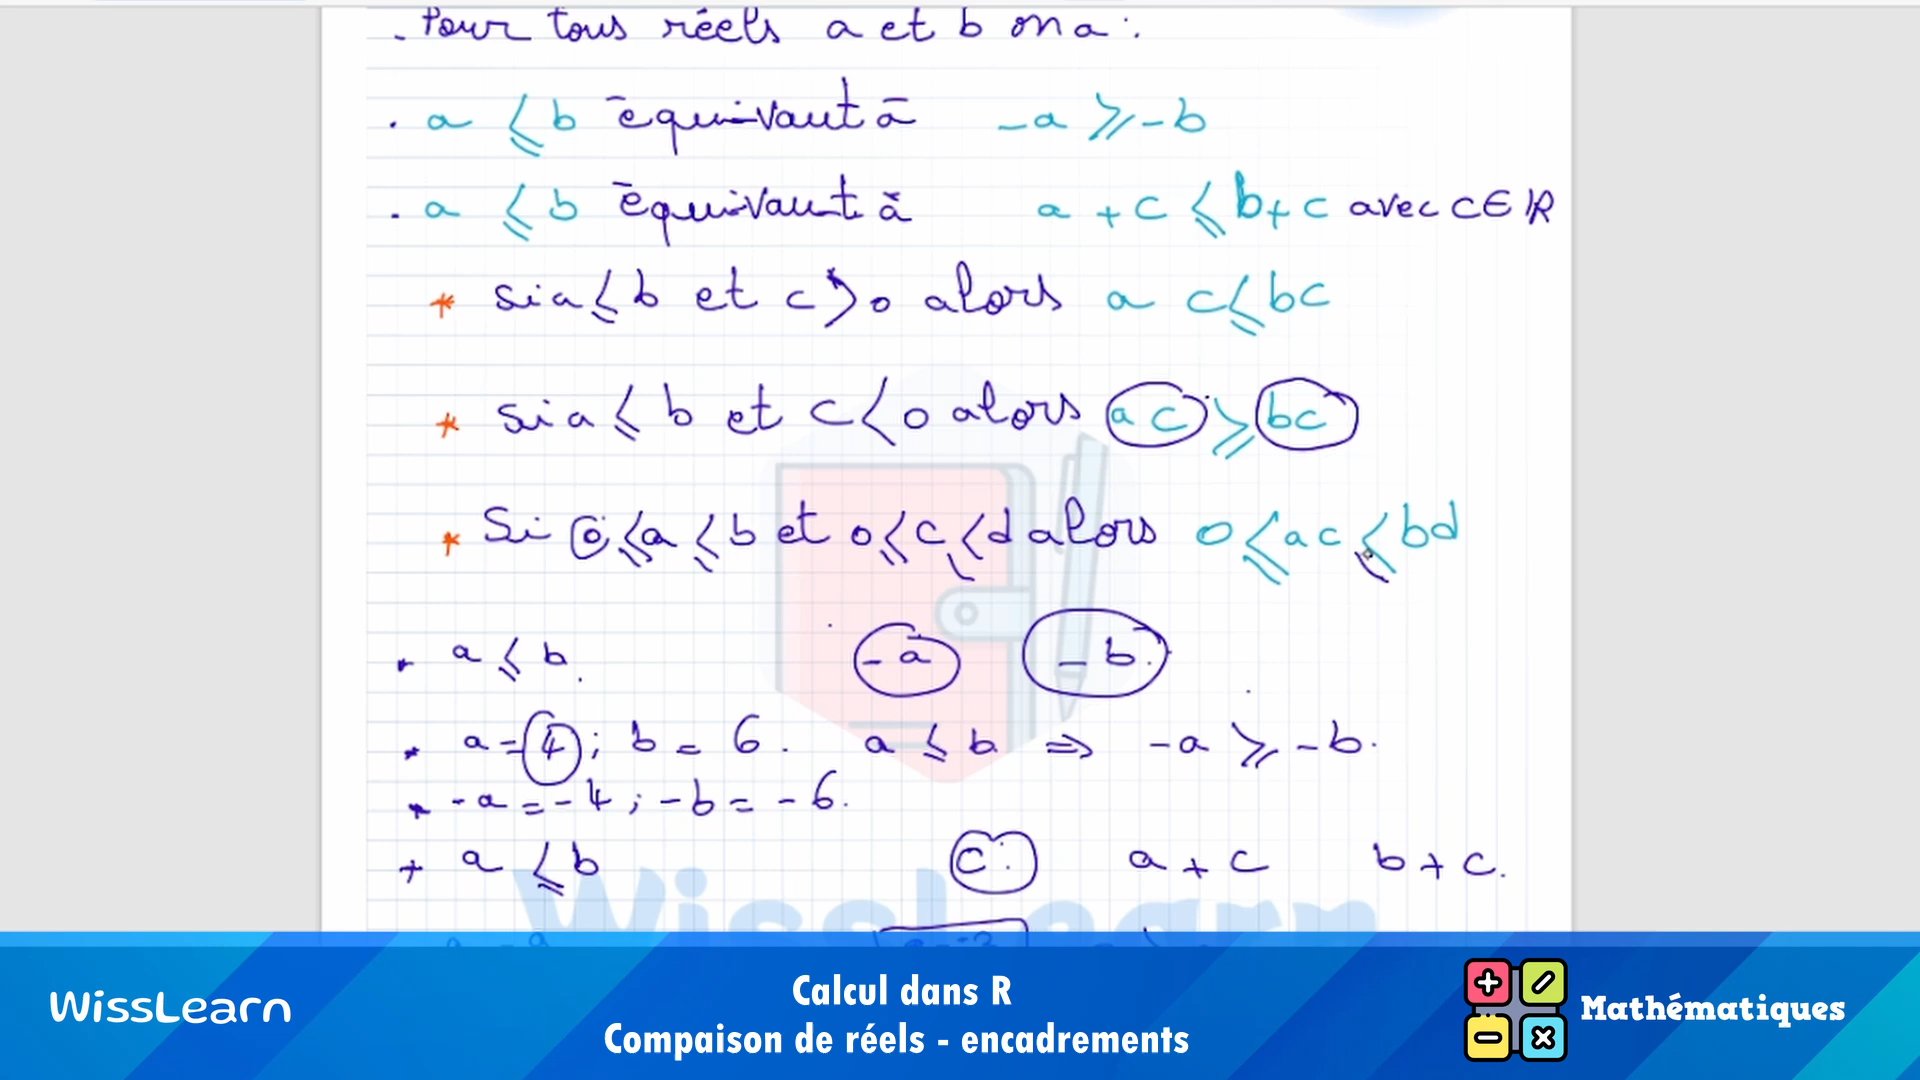 . Pour tous réels a et b on a :
. a ⩽ b équivaut à -a ⩾ -b
. a ⩽ b équivaut à a + c ⩽ b + c avec c ∈ ℝ
* si a ⩽ b et c > 0 alors a c ⩽ bc
* si a ⩽ b et c < 0 alors a c ⩾ bc
* Si 0 ⩽ a ⩽ b et 0 ⩽ c ⩽ d alors 0 ⩽ ac ⩽ bd
* a ⩽ b. -a -b.
* a = 4 ; b = 6. a ⩽ b ⇒ -a ⩾ -b.
* -a = -4 ; -b = -6.
+ a ⩽ b c: a + c b + c.
WissLearn
WissLearn
Calcul dans R
Compaison de réels - encadrements
Mathématiques